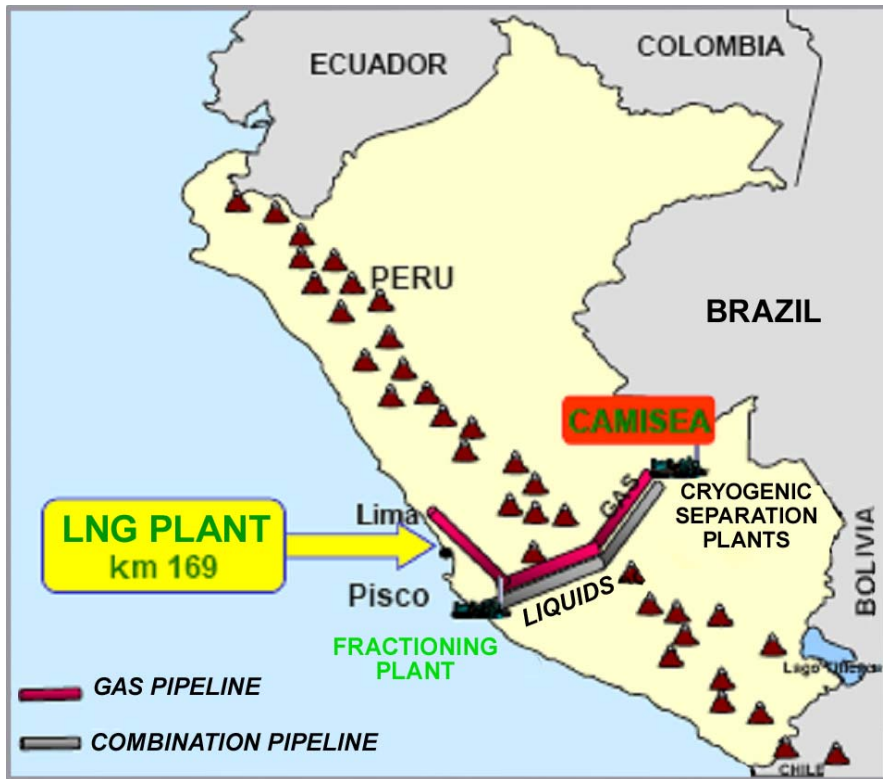 ECUADOR
COLOMBIA
PERU
BRAZIL
CAMISEA
GAS
CRYOGENIC
SEPARATION
PLANTS
LNG PLANT
km 169
Lima
Pisco
LIQUIDS
FRACTIONING
PLANT
BOLIVIA
Lago
GAS PIPELINE
COMBINATION PIPELINE
CHILE